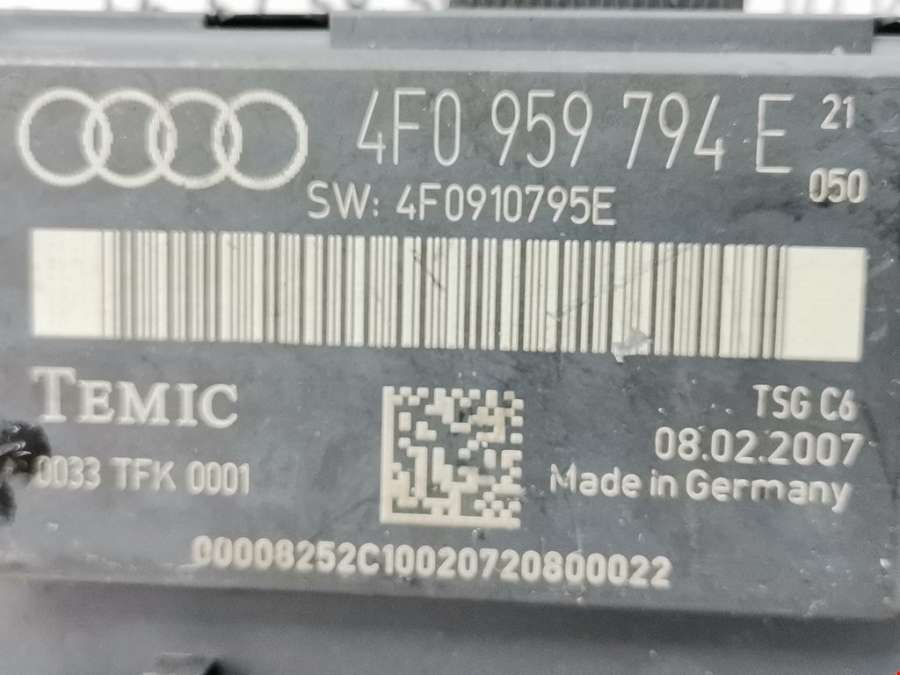 4F0 959 794 E 21
050
SW: 4F0910795E
TEMIC
TSG C6
08.02.2007
0033 TFK 0001
Made in Germany
00008252C10020720800022